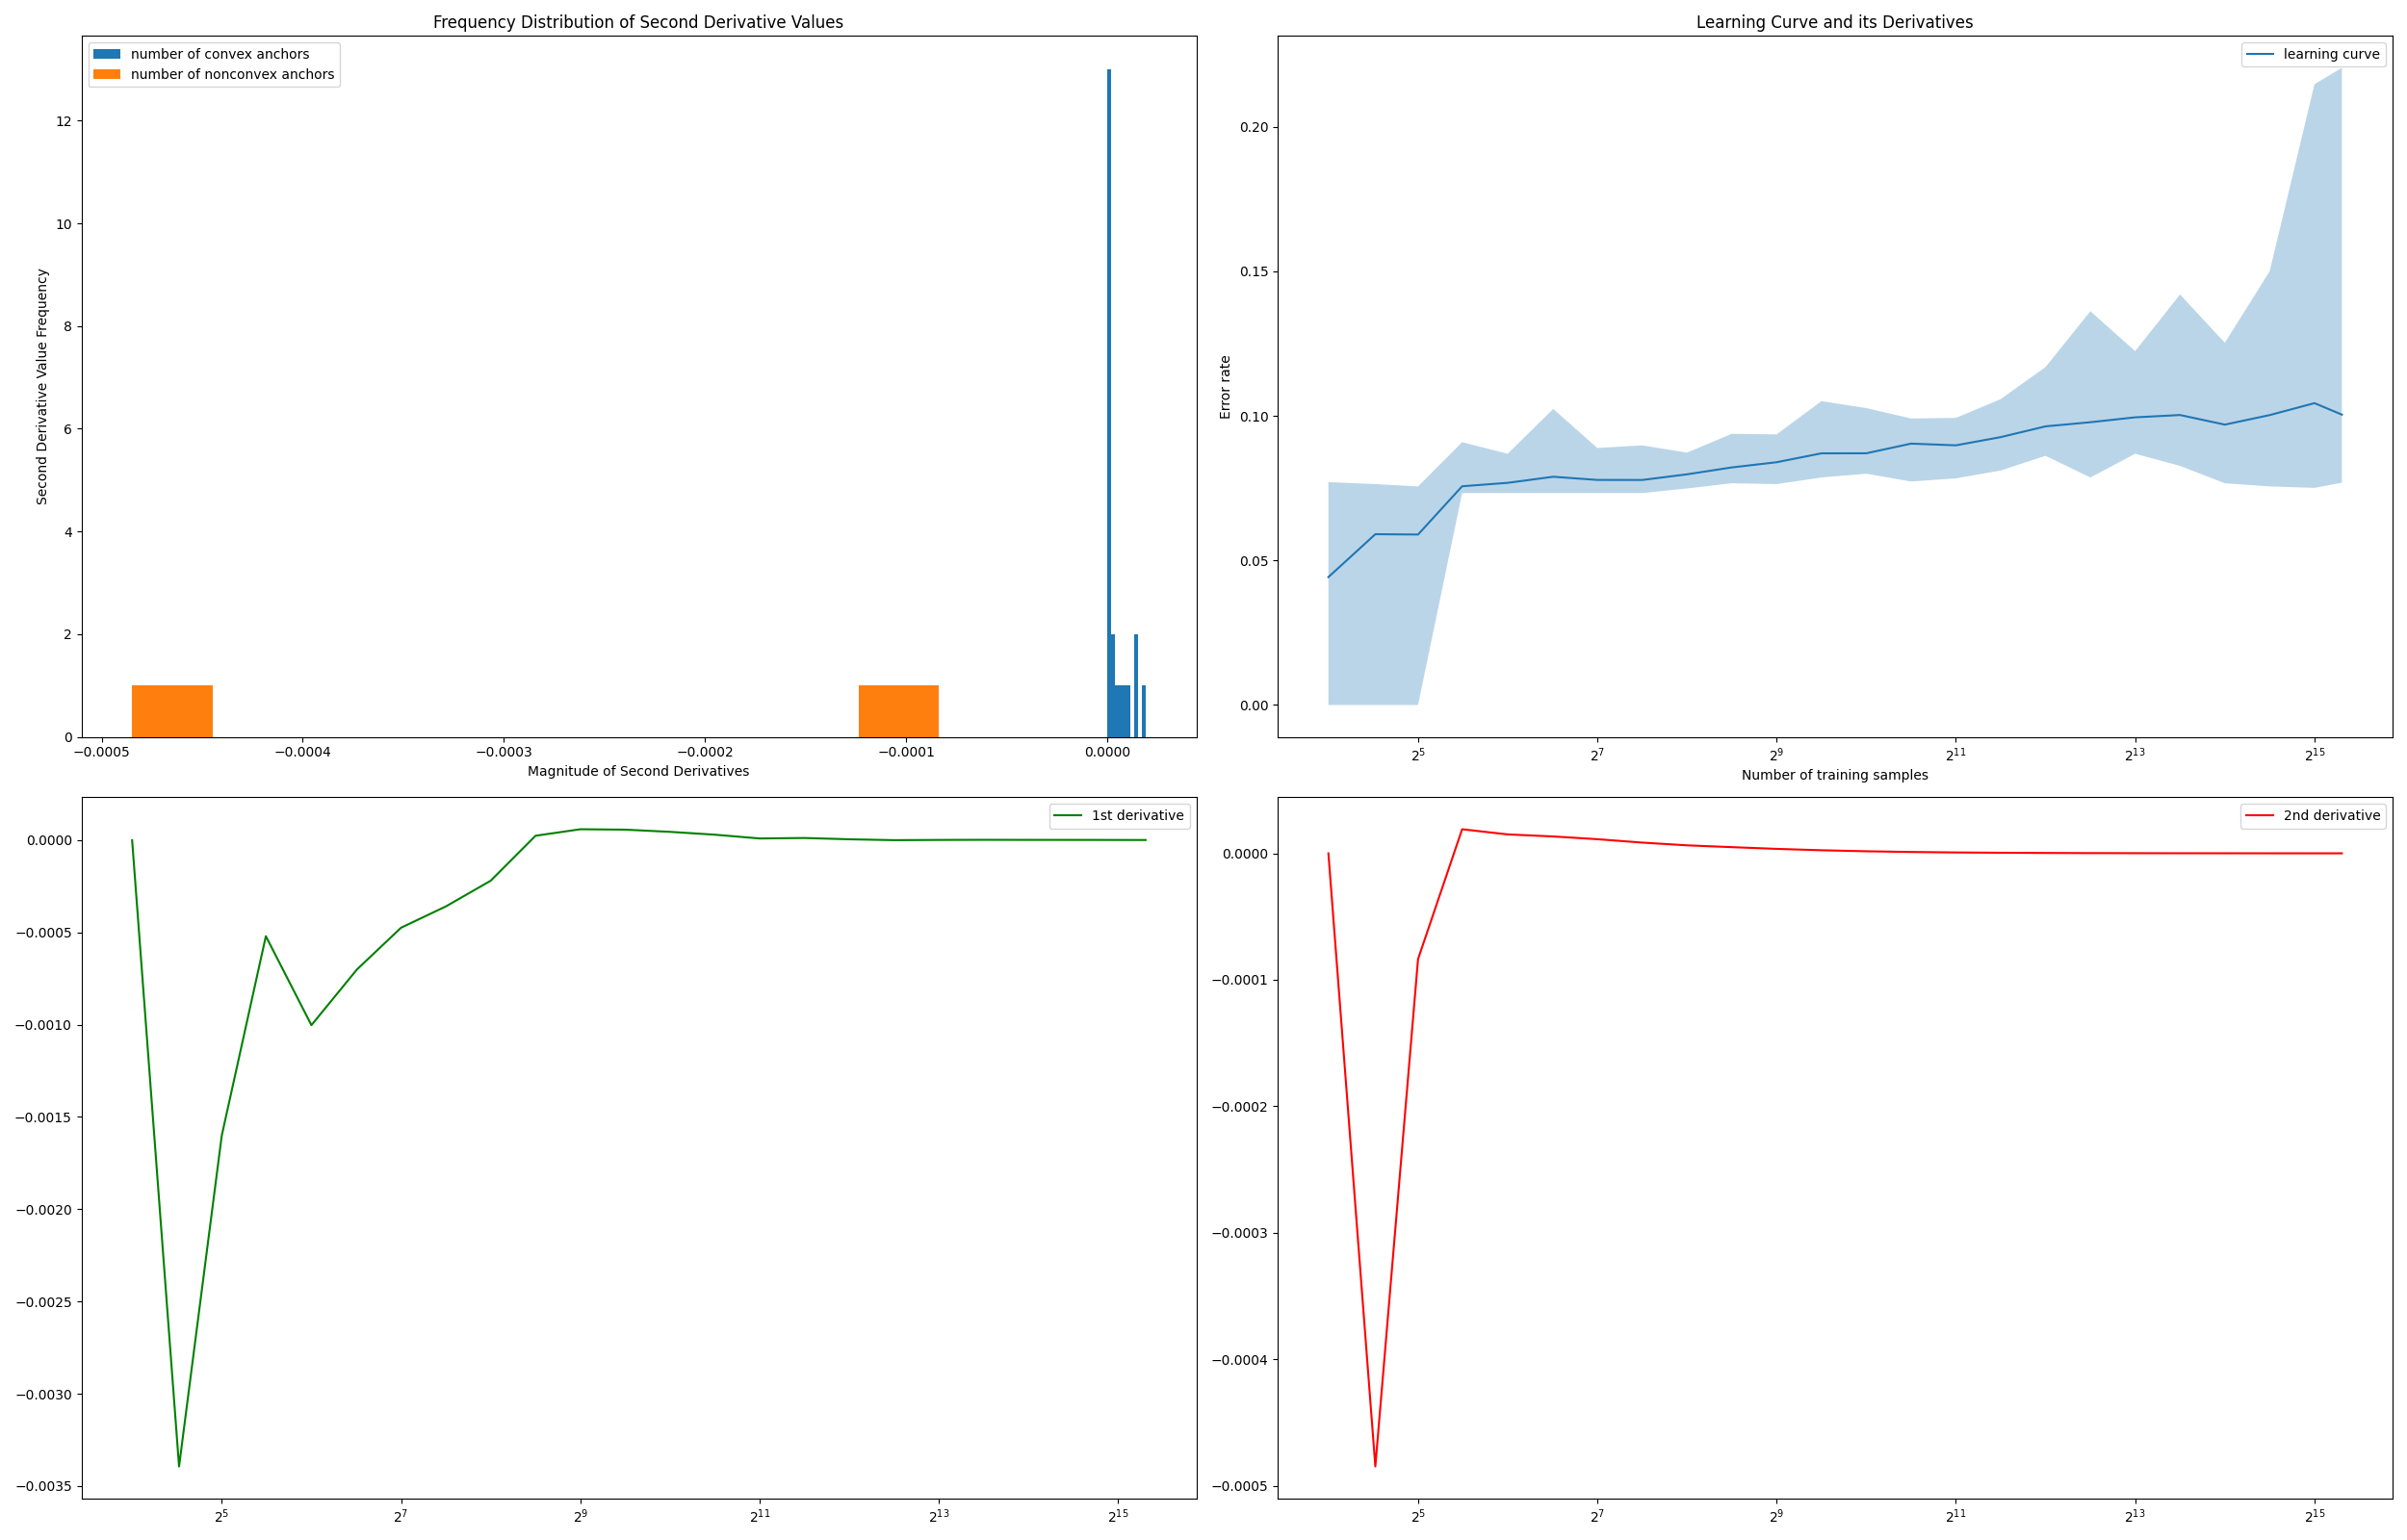 Frequency Distribution of Second Derivative Values
number of convex anchors
number of nonconvex anchors
12
10
8
6
4
2
0
Second Derivative Value Frequency
−0.0005 −0.0004 −0.0003 −0.0002 −0.0001 0.0000
Magnitude of Second Derivatives
Learning Curve and its Derivatives
learning curve
0.20
0.15
0.10
0.05
0.00
Error rate
2^5 2^7 2^9 2^11 2^13 2^15
Number of training samples
1st derivative
0.0000
−0.0005
−0.0010
−0.0015
−0.0020
−0.0025
−0.0030
−0.0035
2^5 2^7 2^9 2^11 2^13 2^15
2nd derivative
0.0000
−0.0001
−0.0002
−0.0003
−0.0004
−0.0005
2^5 2^7 2^9 2^11 2^13 2^15